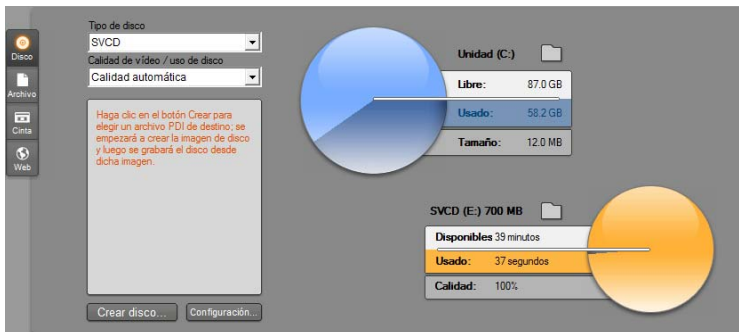 Disco
Archivo
Cinta
Web
Tipo de disco
SVCD
Calidad de vídeo / uso de disco
Calidad automática
Haga clic en el botón Crear para
elegir un archivo PDI de destino; se
empezará a crear la imagen de disco
y luego se grabará el disco desde
dicha imagen.
Crear disco...
Configuración...
Unidad (C:)
Libre: 87.0 GB
Usado: 58.2 GB
Tamaño: 12.0 MB
SVCD (E:) 700 MB
Disponibles 39 minutos
Usado: 37 segundos
Calidad: 100%